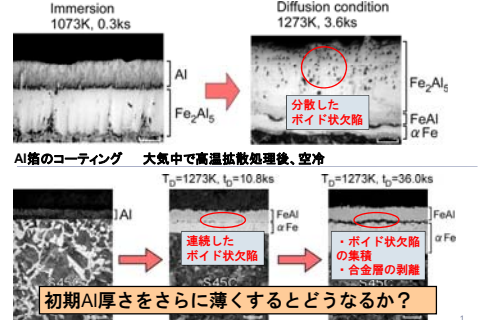 Immersion
1073K, 0.3ks
Diffusion condition
1273K, 3.6ks
Al
Fe2Al5
分散した
ボイド状欠陥
Fe2Al5
FeAl
αFe
Al箔のコーティング 大気中で高温拡散処理後、空冷
TD=1273K, tD=10.8ks
TD=1273K, tD=36.0ks
Al
FeAl
αFe
FeAl
αFe
連続した
ボイド状欠陥
・ボイド状欠陥
の集積
・合金層の剥離
S45C
初期Al厚さをさらに薄くするとどうなるか？
1